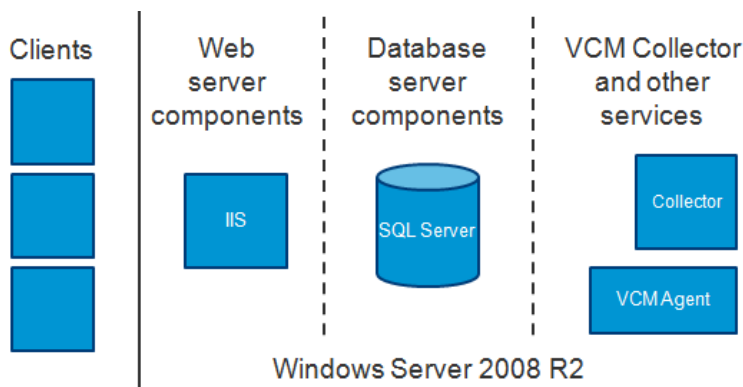 Clients
Web
server
components
Database
server
components
VCM Collector
and other
services
IIS
SQL Server
Collector
VCM Agent
Windows Server 2008 R2